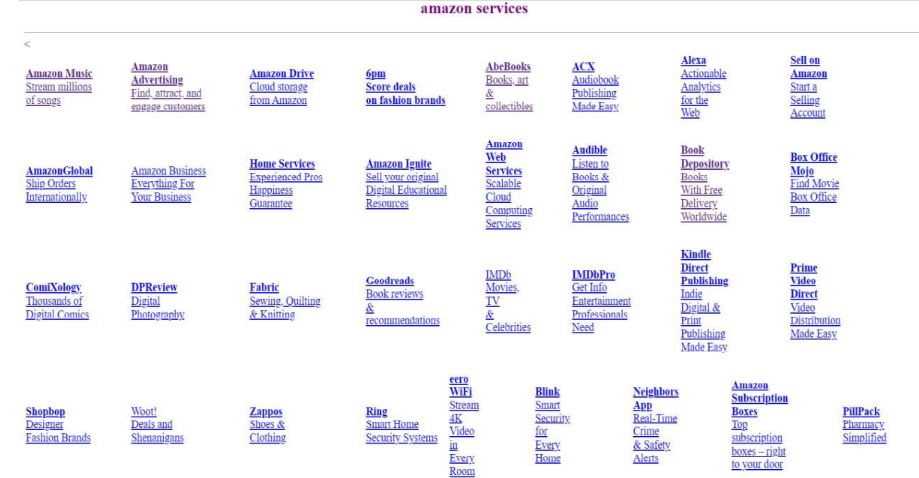 amazon services
<
Amazon Music
Stream millions
of songs
Amazon
Advertising
Find, attract, and
engage customers
Amazon Drive
Cloud storage
from Amazon
6pm
Score deals
on fashion brands
AbeBooks
Books, art
&
collectibles
ACX
Audiobook
Publishing
Made Easy
Alexa
Actionable
Analytics
for the
Web
Sell on
Amazon
Start a
Selling
Account
AmazonGlobal
Ship Orders
Internationally
Amazon Business
Everything For
Your Business
Home Services
Experienced Pros
Happiness
Guarantee
Amazon Ignite
Sell your original
Digital Educational
Resources
Amazon
Web
Services
Scalable
Cloud
Computing
Services
Audible
Listen to
Books &
Original
Audio
Performances
Book
Depository
Books
With Free
Delivery
Worldwide
Box Office
Mojo
Find Movie
Box Office
Data
ComiXology
Thousands of
Digital Comics
DPReview
Digital
Photography
Fabric
Sewing, Quilting
& Knitting
Goodreads
Book reviews
&
recommendations
IMDb
Movies,
TV
&
Celebrities
IMDbPro
Get Info
Entertainment
Professionals
Need
Kindle
Direct
Publishing
Indie
Digital &
Print
Publishing
Made Easy
Prime
Video
Direct
Video
Distribution
Made Easy
Shopbop
Designer
Fashion Brands
Woot!
Deals and
Shenanigans
Zappos
Shoes &
Clothing
Ring
Smart Home
Security Systems
eero
WiFi
Stream
4K
Video
in
Every
Room
Blink
Smart
Security
for
Every
Home
Neighbors
App
Real-Time
Crime
& Safety
Alerts
Amazon
Subscription
Boxes
Top
subscription
boxes – right
to your door
PillPack
Pharmacy
Simplified